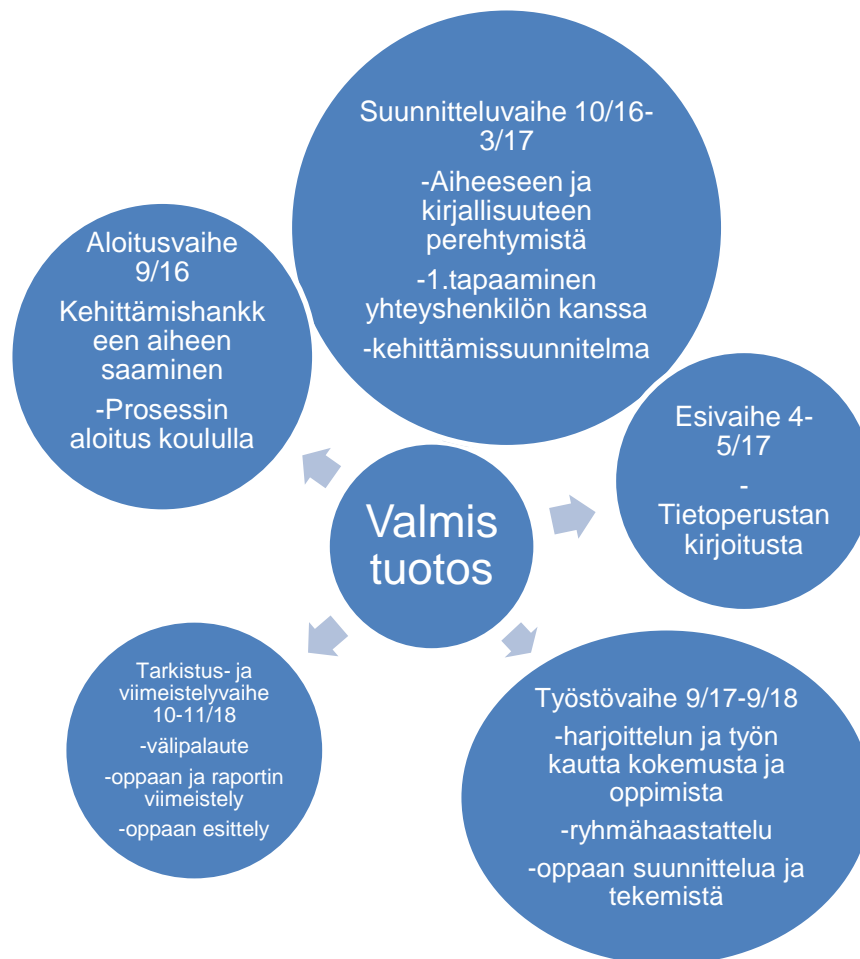 Suunnitteluvaihe 10/16-
3/17
-Aiheeseen ja
kirjallisuuteen
perehtymistä
-1.tapaaminen
yhteyshenkilön kanssa
-kehittämissuunnitelma
Aloitusvaihe
9/16
Kehittämishankk
een aiheen
saaminen
-Prosessin
aloitus koululla
Esivaihe 4-
5/17
-
Tietoperustan
kirjoitusta
Valmis
tuotos
Tarkistus- ja
viimeistelyvaihe
10-11/18
-välipalaute
-oppaan ja raportin
viimeistely
-oppaan esittely
Työstövaihe 9/17-9/18
-harjoittelun ja työn
kautta kokemusta ja
oppimista
-ryhmähaastattelu
-oppaan suunnittelua ja
tekemistä